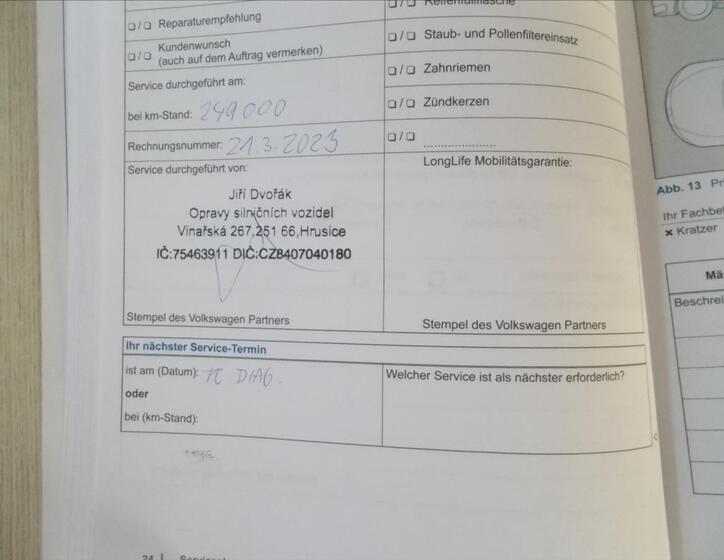 ❏ / ❏ Reparaturempfehlung
❏ / ❏ Kundenwunsch
(auch auf dem Auftrag vermerken)
Service durchgeführt am:
bei km-Stand: 249000
Rechnungsnummer: 21.3.2023
Service durchgeführt von:
Jiří Dvořák
Opravy silničních vozidel
Vinařská 267,251 66,Hrusice
IČ:75463911 DIČ:CZ8407040180
Stempel des Volkswagen Partners
❏ / ❏ Staub- und Pollenfiltereinsatz
❏ / ❏ Zahnriemen
❏ / ❏ Zündkerzen
❏ / ❏ ......................
LongLife Mobilitätsgarantie:
Stempel des Volkswagen Partners
Ihr nächster Service-Termin
ist am (Datum): DIAG.
oder
bei (km-Stand):
Welcher Service ist als nächster erforderlich?
Abb. 13
Ihr Fachbe
✖ Kratzer
Mä
Beschrei